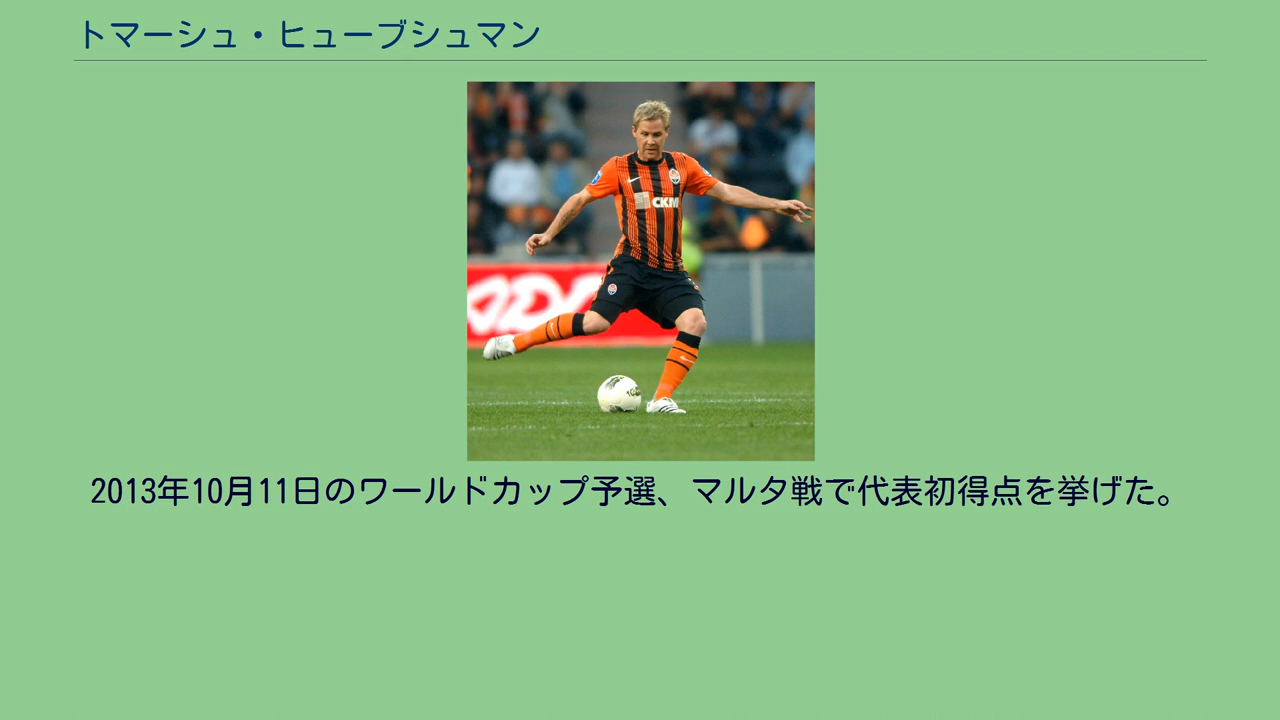 トマーシュ・ヒューブシュマン
СКМ
2013年10月11日のワールドカップ予選、マルタ戦で代表初得点を挙げた。